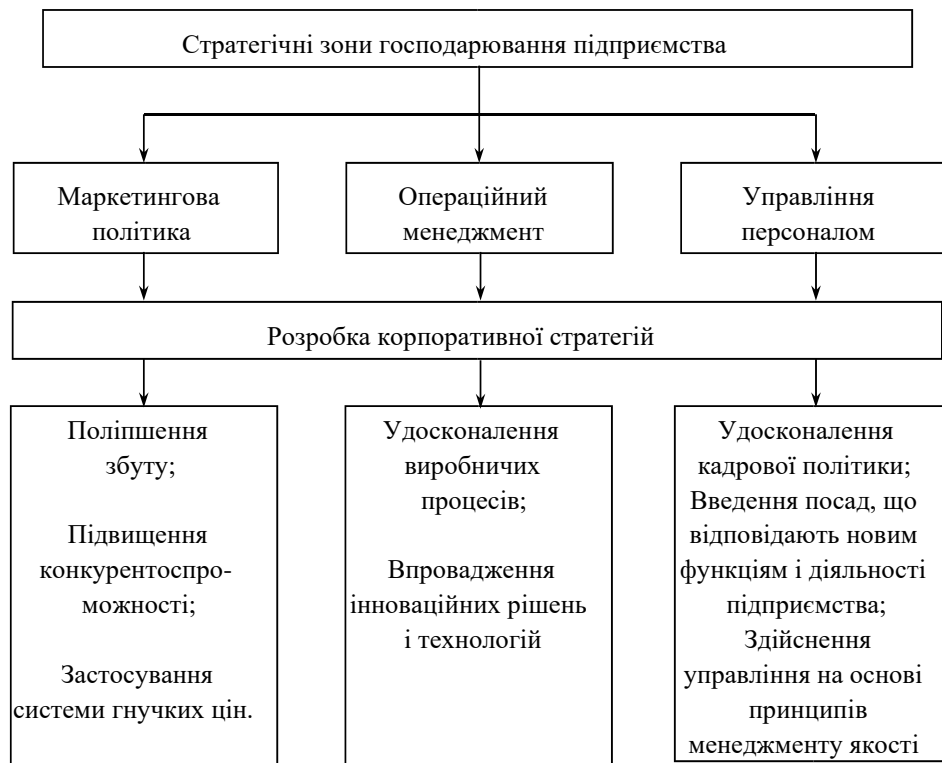 Стратегічні зони господарювання підприємства
Маркетингова
політика
Операційний
менеджмент
Управління
персоналом
Розробка корпоративної стратегій
Поліпшення
збуту;
Підвищення
конкурентоспро-
можності;
Застосування
системи гнучких цін.
Удосконалення
виробничих
процесів;
Впровадження
інноваційних рішень
і технологій
Удосконалення
кадрової політики;
Введення посад, що
відповідають новим
функціям і діяльності
підприємства;
Здійснення
управління на основі
принципів
менеджменту якості